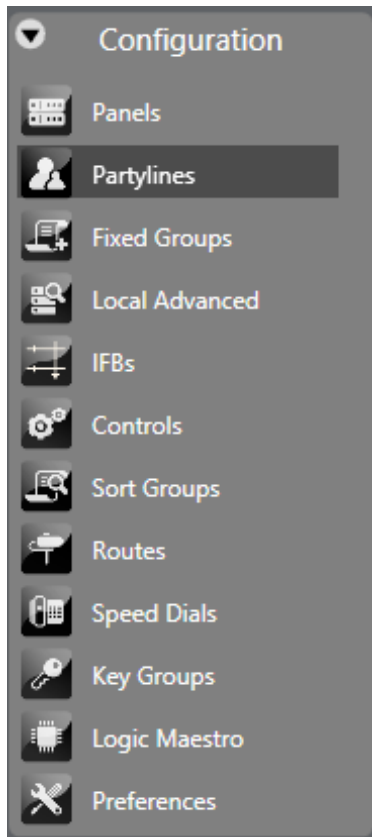 Configuration
Panels
Partylines
Fixed Groups
Local Advanced
IFBs
Controls
Sort Groups
Routes
Speed Dials
Key Groups
Logic Maestro
Preferences